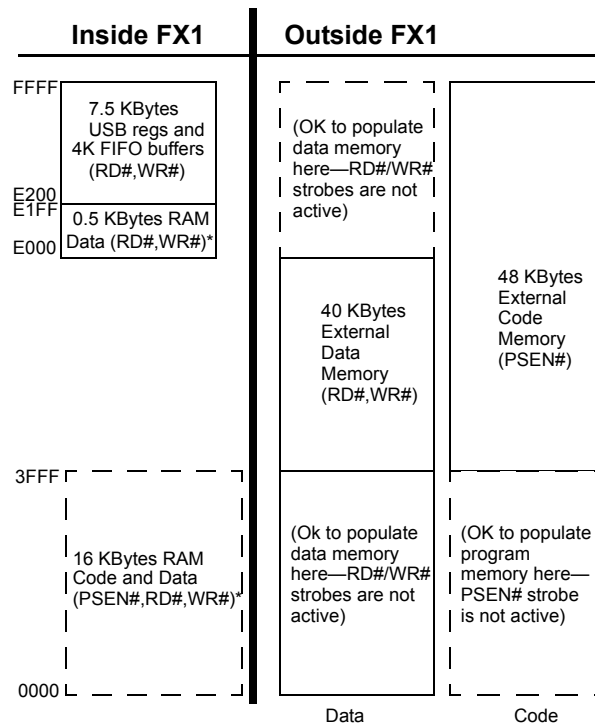 Inside FX1
Outside FX1
FFFF
7.5 KBytes
USB regs and
4K FIFO buffers
(RD#,WR#)
E200
E1FF
0.5 KBytes RAM
Data (RD#,WR#)*
E000
(OK to populate
data memory
here—RD#/WR#
strobes are not
active)
40 KBytes
External
Data
Memory
(RD#,WR#)
48 KBytes
External
Code
Memory
(PSEN#)
3FFF
16 KBytes RAM
Code and Data
(PSEN#,RD#,WR#)*
(Ok to populate
data memory
here—RD#/WR#
strobes are not
active)
(OK to populate
program
memory here—
PSEN# strobe
is not active)
0000
Data
Code